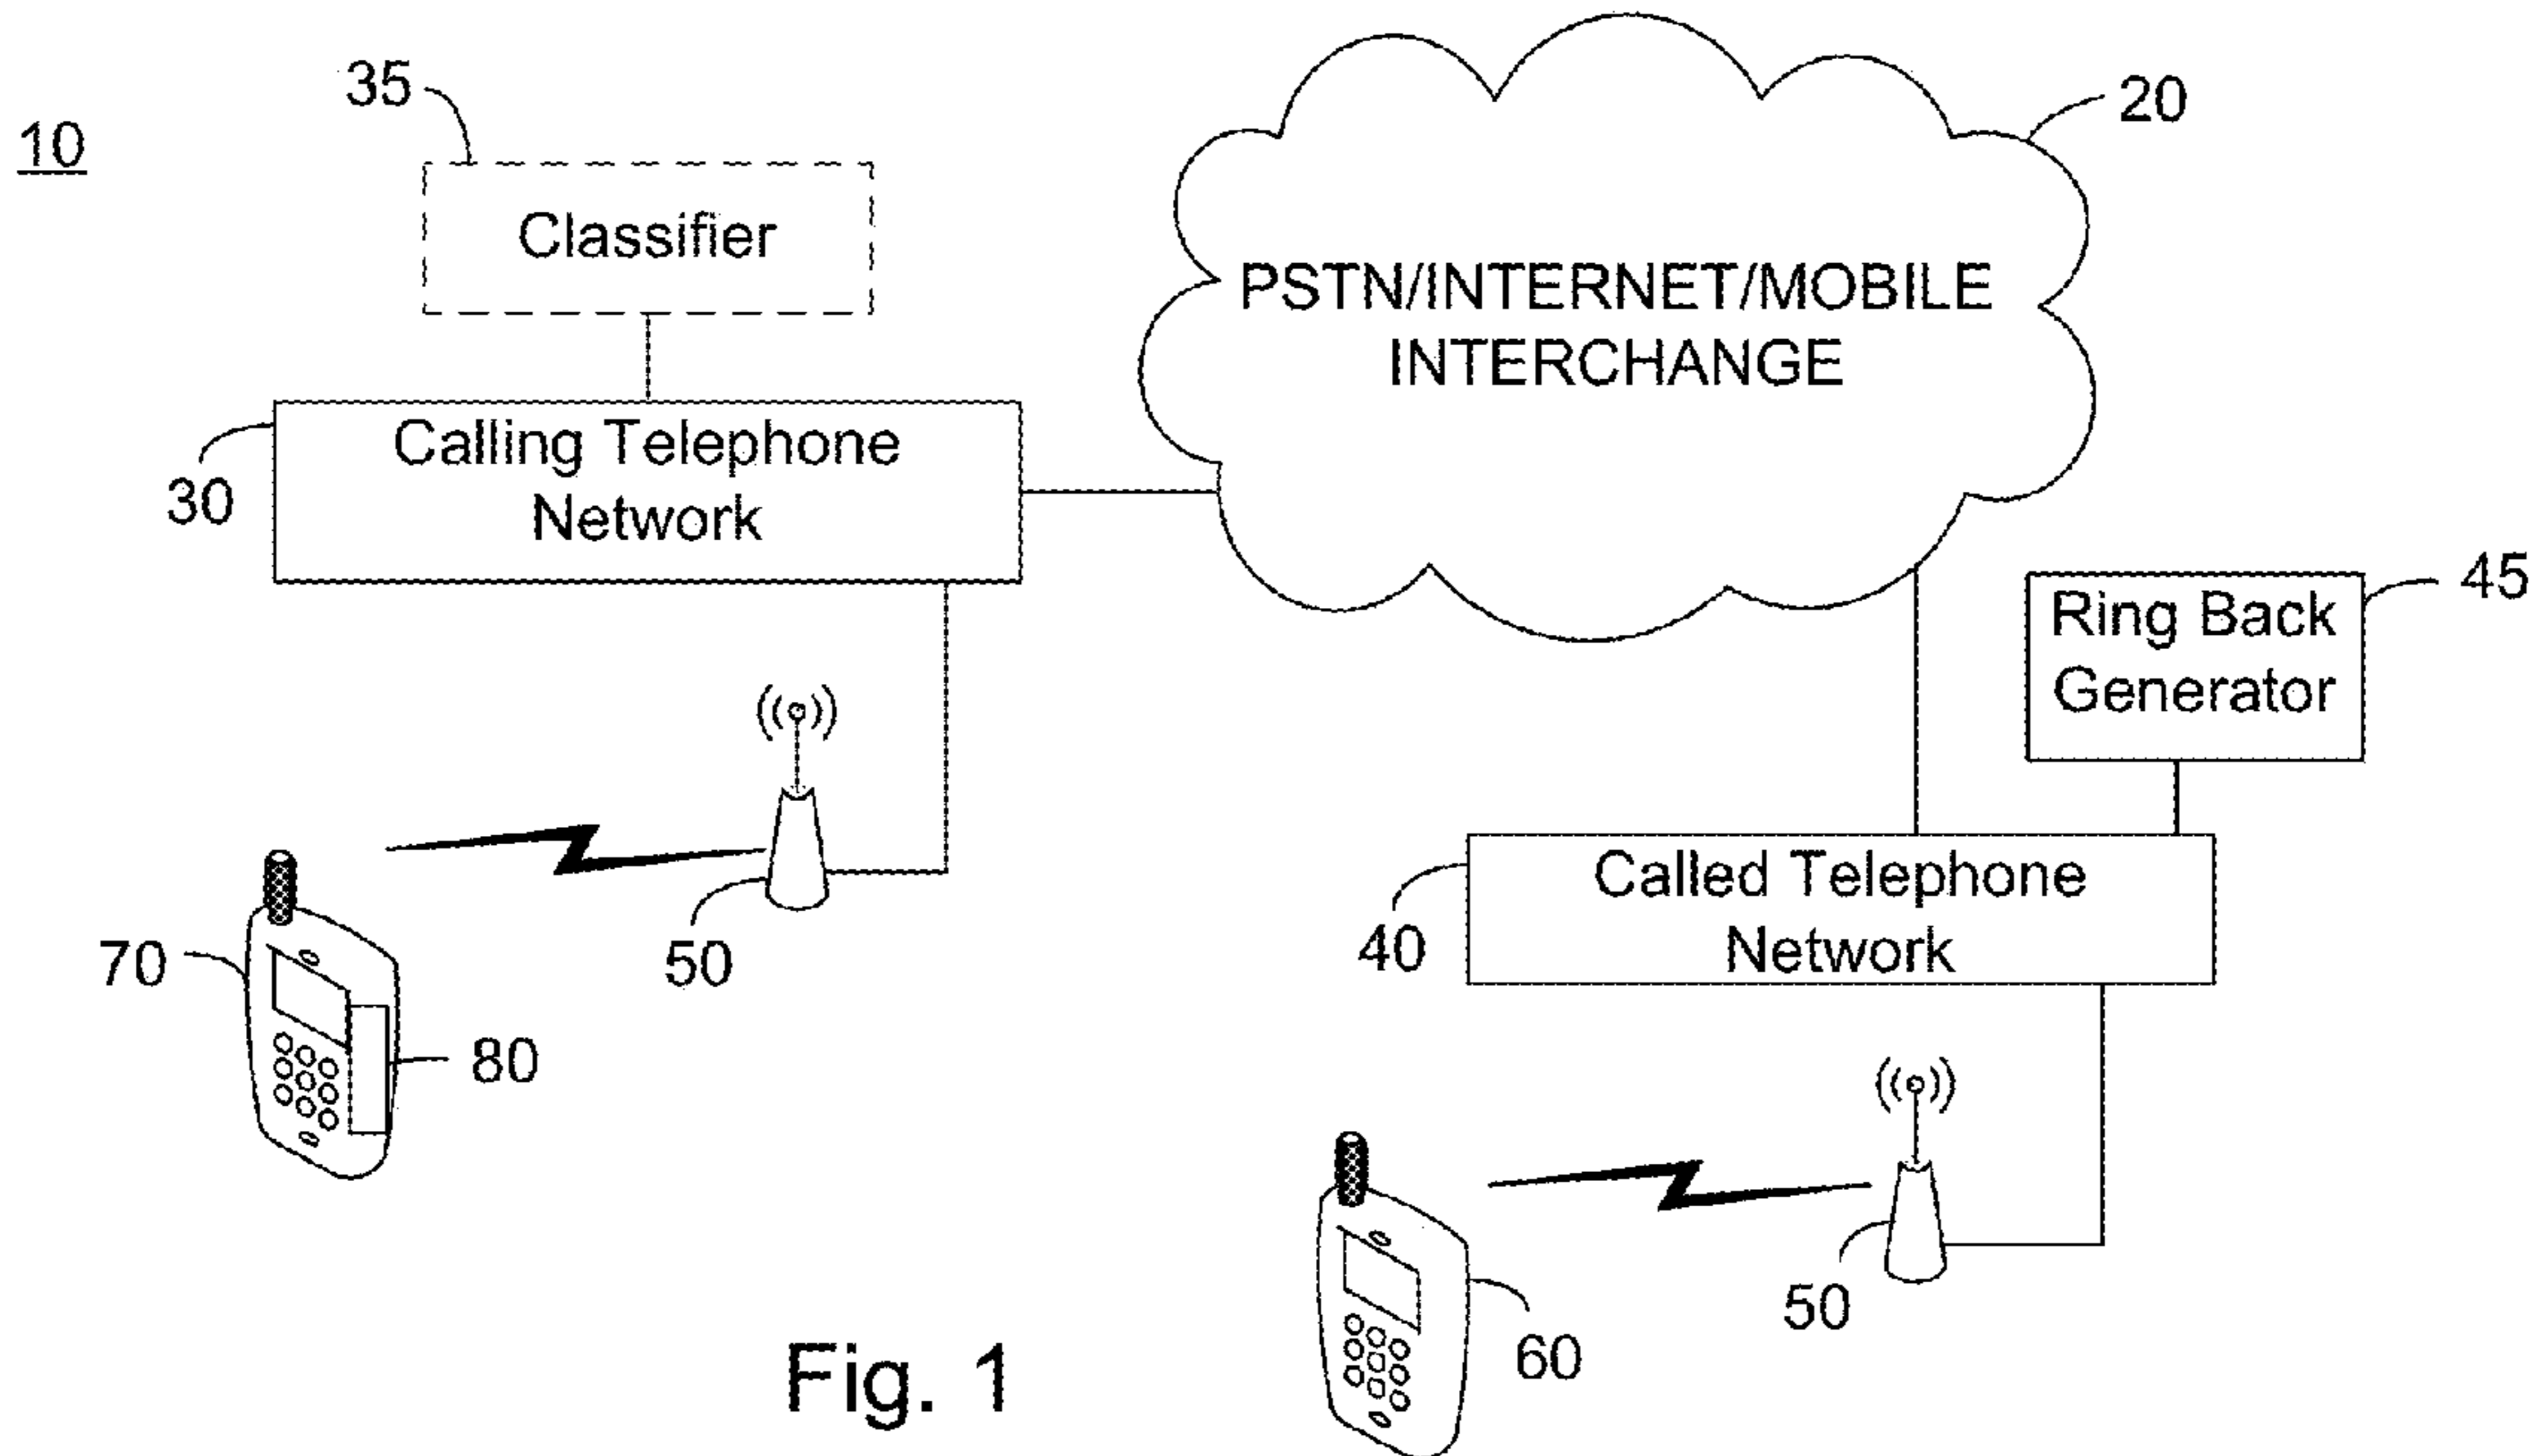 10
35
Classifier
20
PSTN/INTERNET/MOBILE
INTERCHANGE
30
Calling Telephone
Network
45
Ring Back
Generator
50
70
80
40
Called Telephone
Network
50
60
Fig. 1